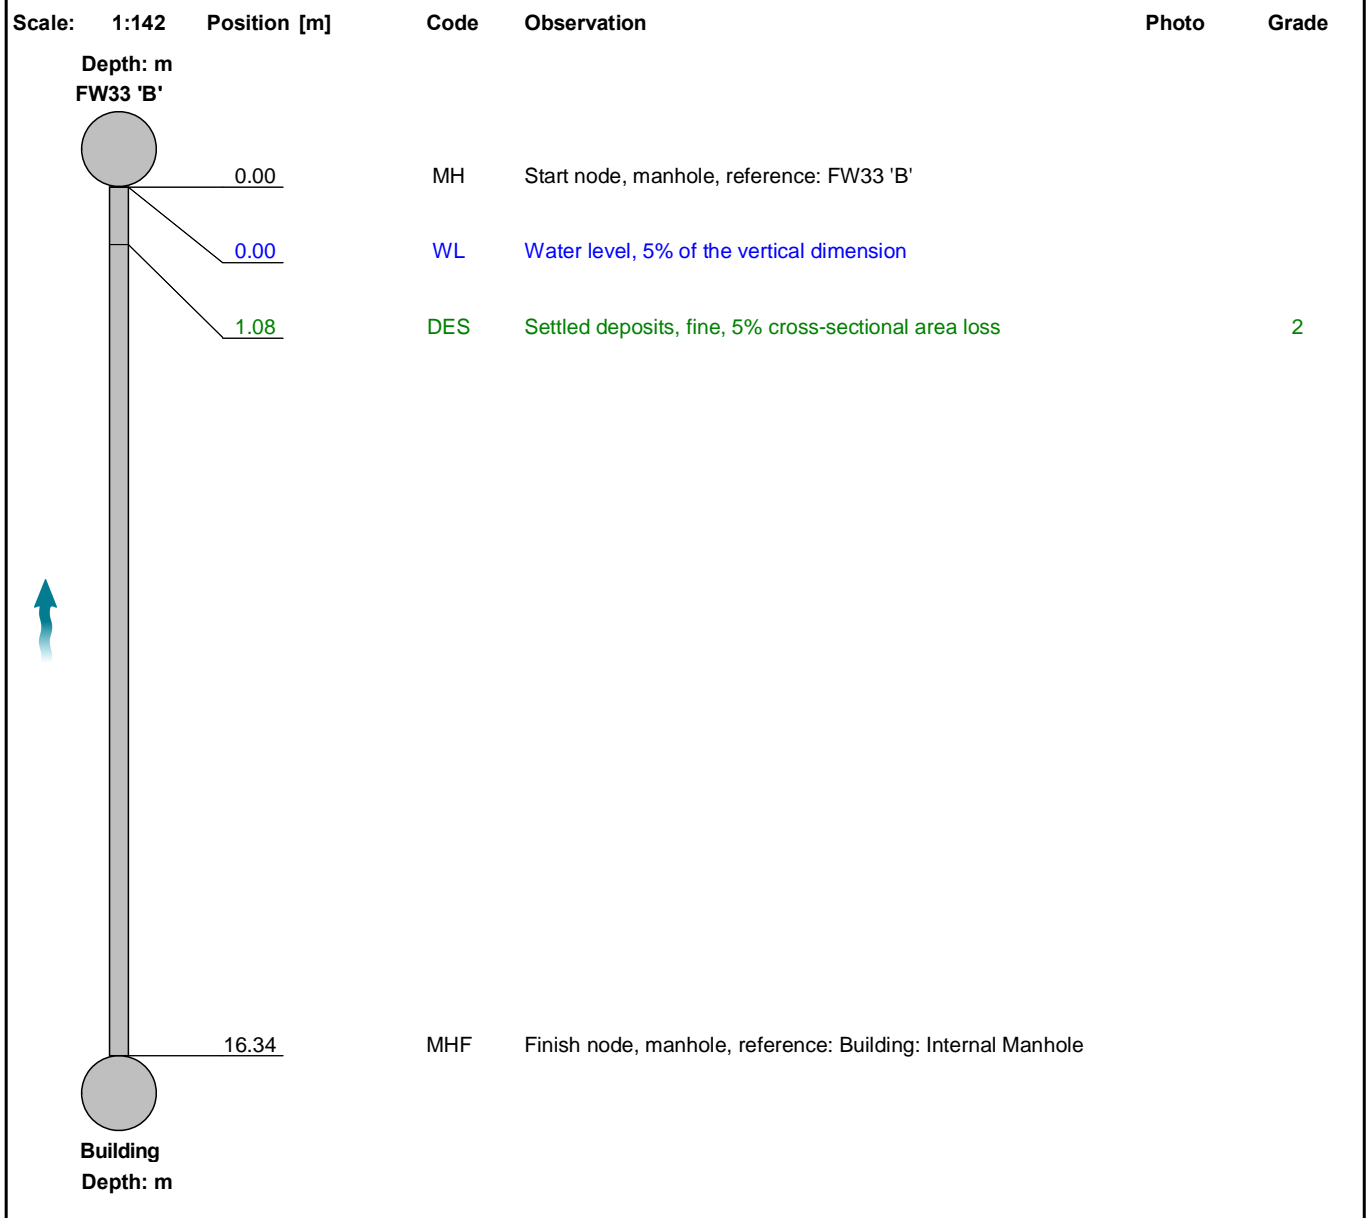 Scale: 1:142 Position [m] Code Observation Photo Grade
Depth: m
FW33 'B'
0.00 MH Start node, manhole, reference: FW33 'B'
0.00 WL Water level, 5% of the vertical dimension
1.08 DES Settled deposits, fine, 5% cross-sectional area loss 2
16.34 MHF Finish node, manhole, reference: Building: Internal Manhole
Building
Depth: m